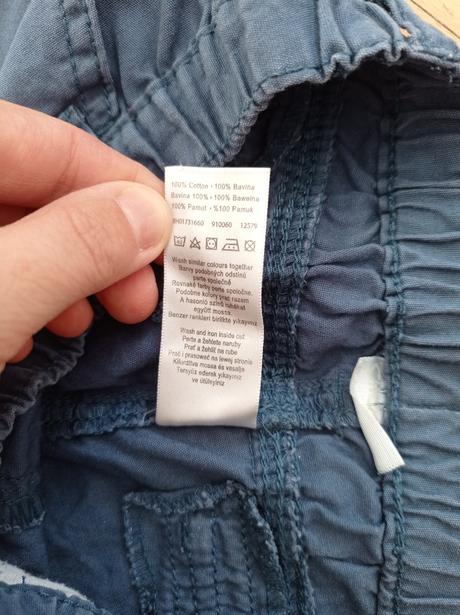 100% Cotton • 100% Bavlna
Bavlna 100% • 100% Bawełna
100% Pamut • %100 Pamuk
910060 12579
Wash similar colours together
Barvy podobných odstínů
perte společně
Rovnaké farby perte spoločne
Podobne kolory prać razem
A hasonló színű ruhákat
együtt mossa.
Benzer renkleri birlikte yıkayınız
Wash and iron inside out
Perte a žehlete naruby
Prať a žehliť na rube
Prać i prasować na lewej stronie
Kifordítva mossa és vasalja
Tersyüz ederek yıkayınız
ve ütüleyiniz